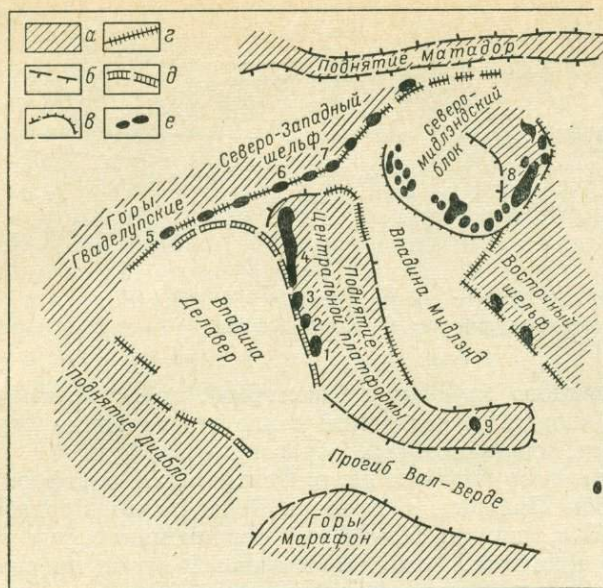 а
г
б
д
в
е
Поднятие Матадор
Северо-Западный
шельф
Северо-
мидлэндский
блок
Горы
Гваделупские
5
6
7
8
Впадина
Делавер
Центральной платформы
Поднятие
4
3
2
1
Впадина Мидлэнд
Восточный
шельф
Поднятие Диабло
9
Прогиб Вал-Верде
Горы
марафон